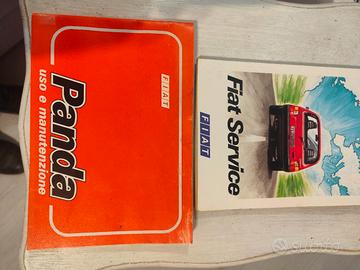 FIAT
Panda
uso e manutenzione
Fiat Service
FIAT
subito